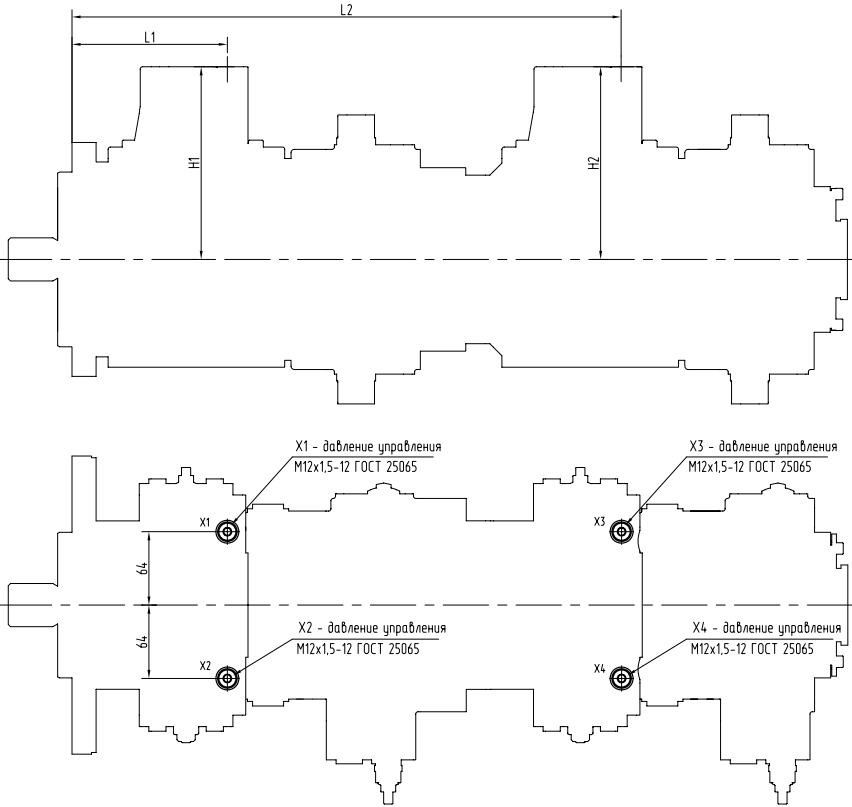 L2
L1
H1
H2
X1 - давление управления
M12x1,5-12 ГОСТ 25065
X3 - давление управления
M12x1,5-12 ГОСТ 25065
X1
X3
64
64
X2 - давление управления
M12x1,5-12 ГОСТ 25065
X4 - давление управления
M12x1,5-12 ГОСТ 25065
X2
X4